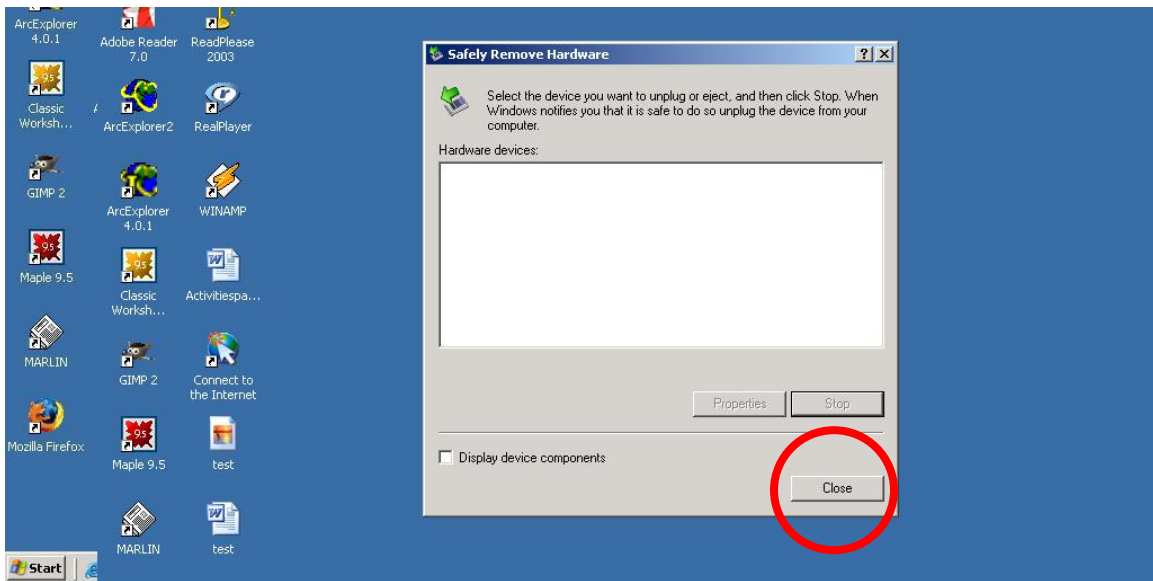 ArcExplorer
4.0.1
Classic
Worksh...
GIMP 2
Maple 9.5
MARLIN
Mozilla Firefox
Adobe Reader
7.0
ArcExplorer2
ArcExplorer
4.0.1
Classic
Worksh...
GIMP 2
Maple 9.5
MARLIN
ReadPlease
2003
RealPlayer
WINAMP
Activitiespa...
Connect to
the Internet
test
test
Safely Remove Hardware
Select the device you want to unplug or eject, and then click Stop. When
Windows notifies you that it is safe to do so unplug the device from your
computer.
Hardware devices:
Properties Stop
Display device components
Close
Start